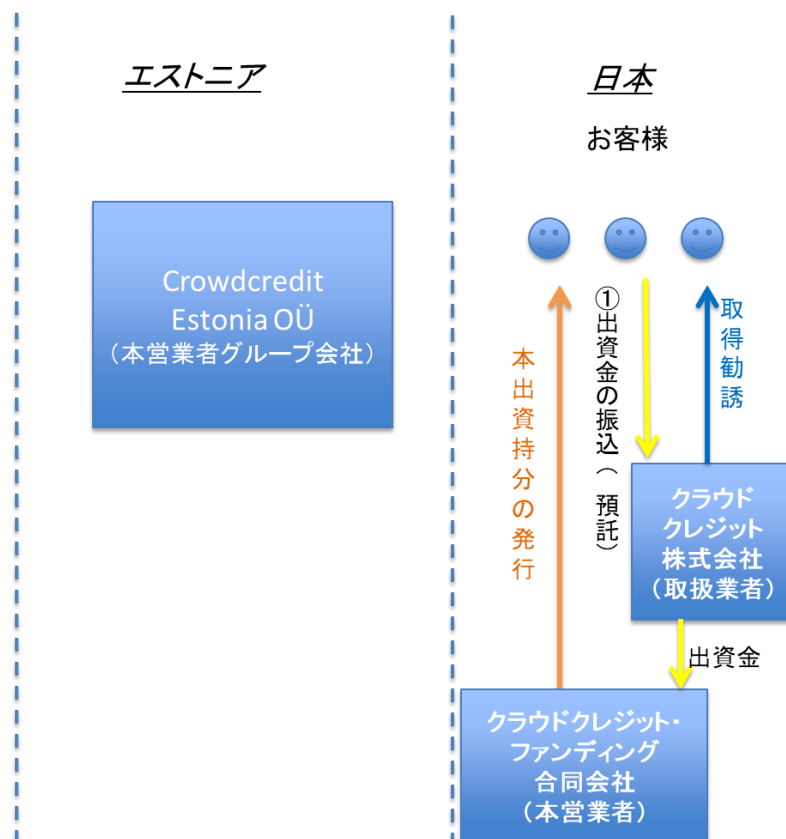 エストニア
日本
お客様
Crowdcredit
Estonia OÜ
（本営業者グループ会社）
本出資持分の発行
①出資金の振込（預託）
取得勧誘
クラウド
クレジット
株式会社
（取扱業者）
出資金
クラウドクレジット・
ファンディング
合同会社
（本営業者）